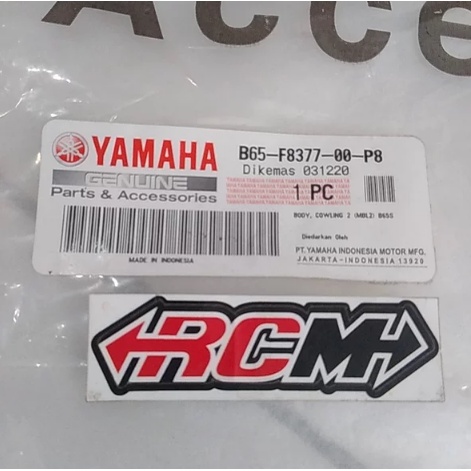 Acce
YAMAHA
GENUINE
Parts & Accessories
B65-F8377-00-P8
Dikemas 031220
1 PC
BODY, COWLING 2 (MBL2) B65S
Diedarkan Oleh
PT.YAMAHA INDONESIA MOTOR MFG.
JAKARTA-INDONESIA 13920
MADE IN INDONESIA
RCM